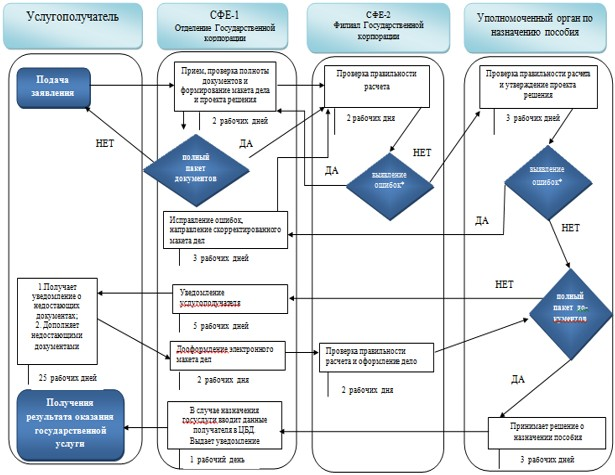 Услугополучатель
СФЕ-1
Отделение Государственной
корпорации
СФЕ-2
Филиал Государственной
корпорации
Уполномоченный орган по
назначению пособия
Подача
заявления
Прием, проверка полноты
документов и
формирование макета дела
и проекта решения
2 рабочих дней
Проверка правильности
расчета
2 рабочих дня
Проверка правильности расчета
и утверждение проекта
решения
3 рабочих дней
НЕТ
полный
пакет
документов
ДА
ДА
выявление
ошибок*
НЕТ
выявление
ошибок*
ДА
НЕТ
Исправление ошибок,
направление скорректированного
макета дел
3 рабочих дней
1.Получает
уведомление о
недостающих
документах;
2. Дополняет
недостающими
документами
25 рабочих дней
Уведомление
услугополучателя
5 рабочих дней
НЕТ
полный
пакет до-
кументов
Дооформление электронного
макета дел
2 рабочих дня
Проверка правильности
расчета и оформление дело
2 рабочих дня
ДА
Получения
результата оказания
государственной
услуги
В случае назначения
госуслуги вводит данные
получателя в ЦБД.
Выдает уведомление
1 рабочий день
Принимает решение о
назначении пособия
3 рабочих дней